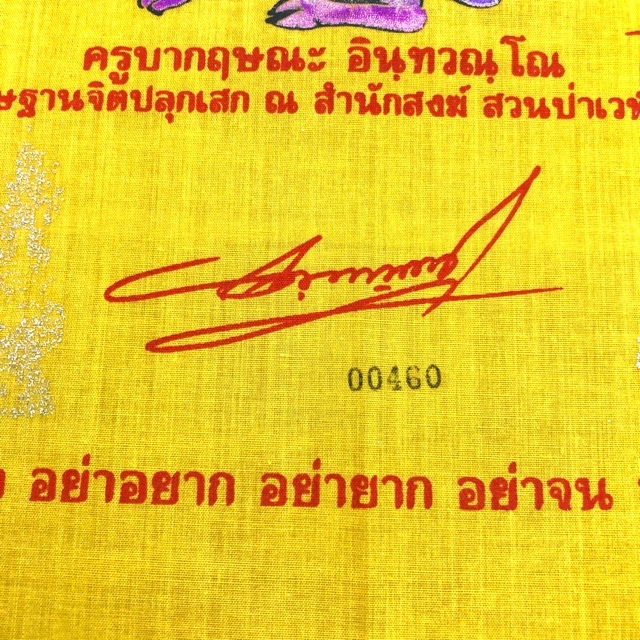 ครูบากฤษณะ อินฺทวณฺโณ
ษฐานจิตปลุกเสก ณ สำนักสงฆ์ สวนป่าเวฬุ
00460
อย่าอยาก อย่ายาก อย่าจน